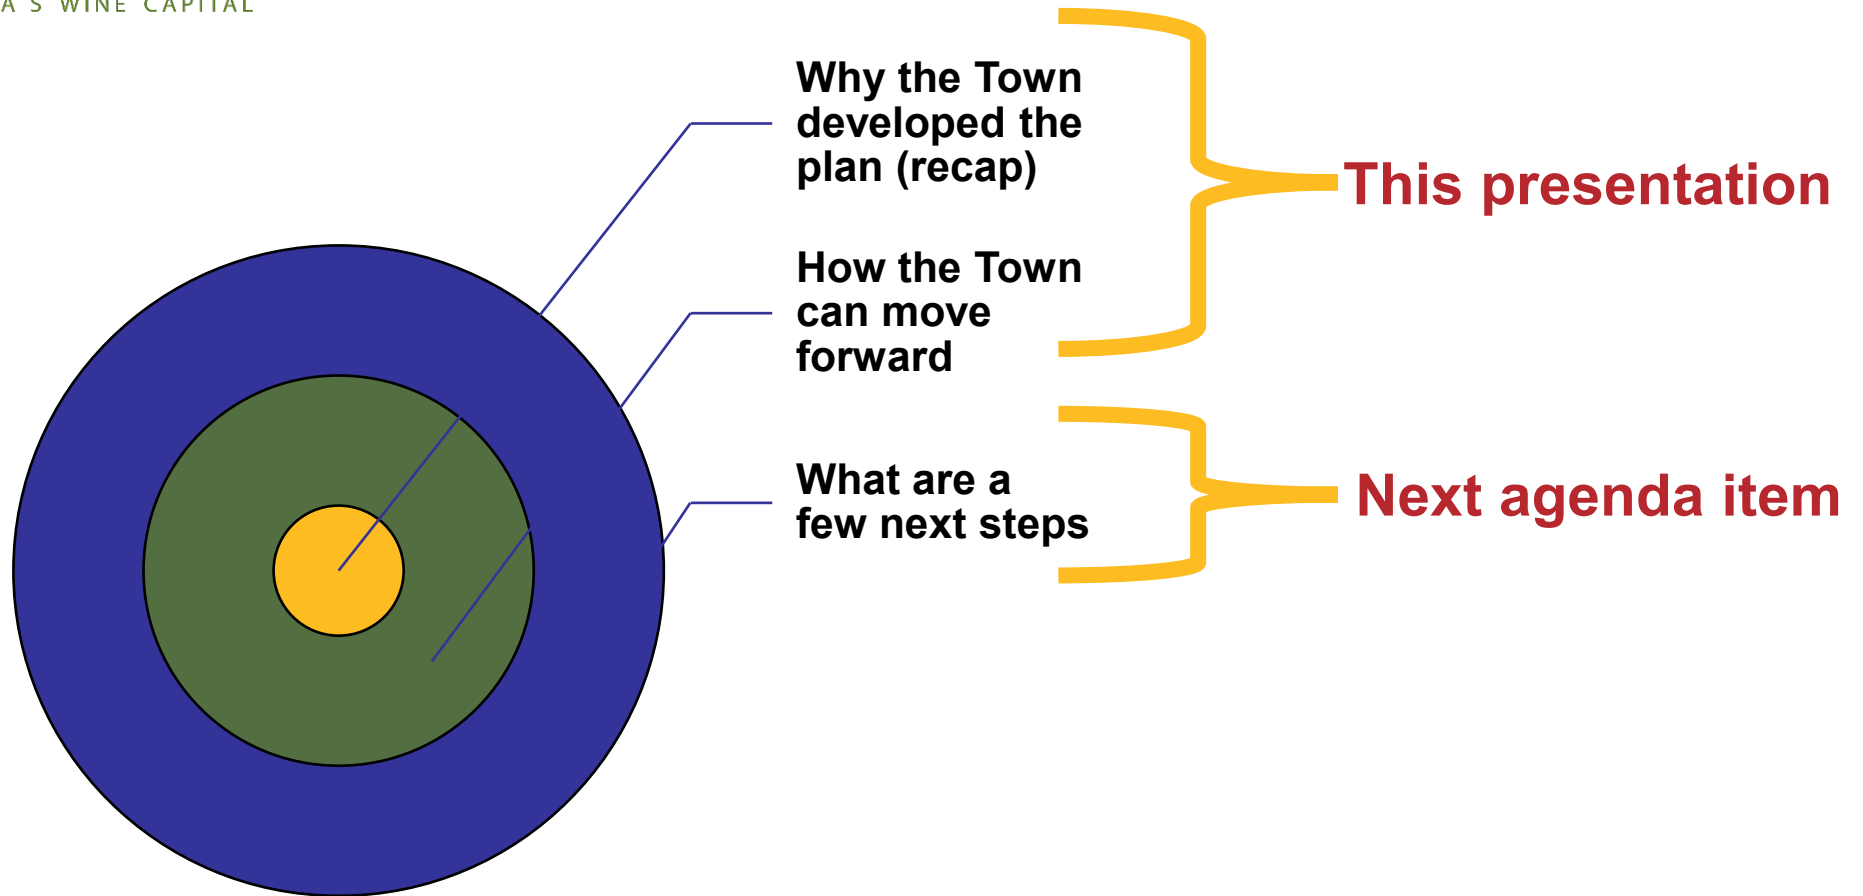 A'S WINE CAPITAL
Why the Town
developed the
plan (recap)
This presentation
How the Town
can move
forward
What are a
few next steps
Next agenda item